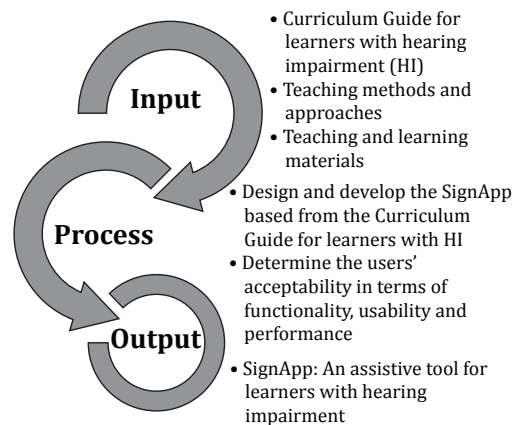 Input
• Curriculum Guide for
learners with hearing
impairment (HI)
• Teaching methods and
approaches
• Teaching and learning
materials
Process
• Design and develop the SignApp
based from the Curriculum
Guide for learners with HI
• Determine the users’
acceptability in terms of
functionality, usability and
performance
Output
• SignApp: An assistive tool for
learners with hearing
impairment